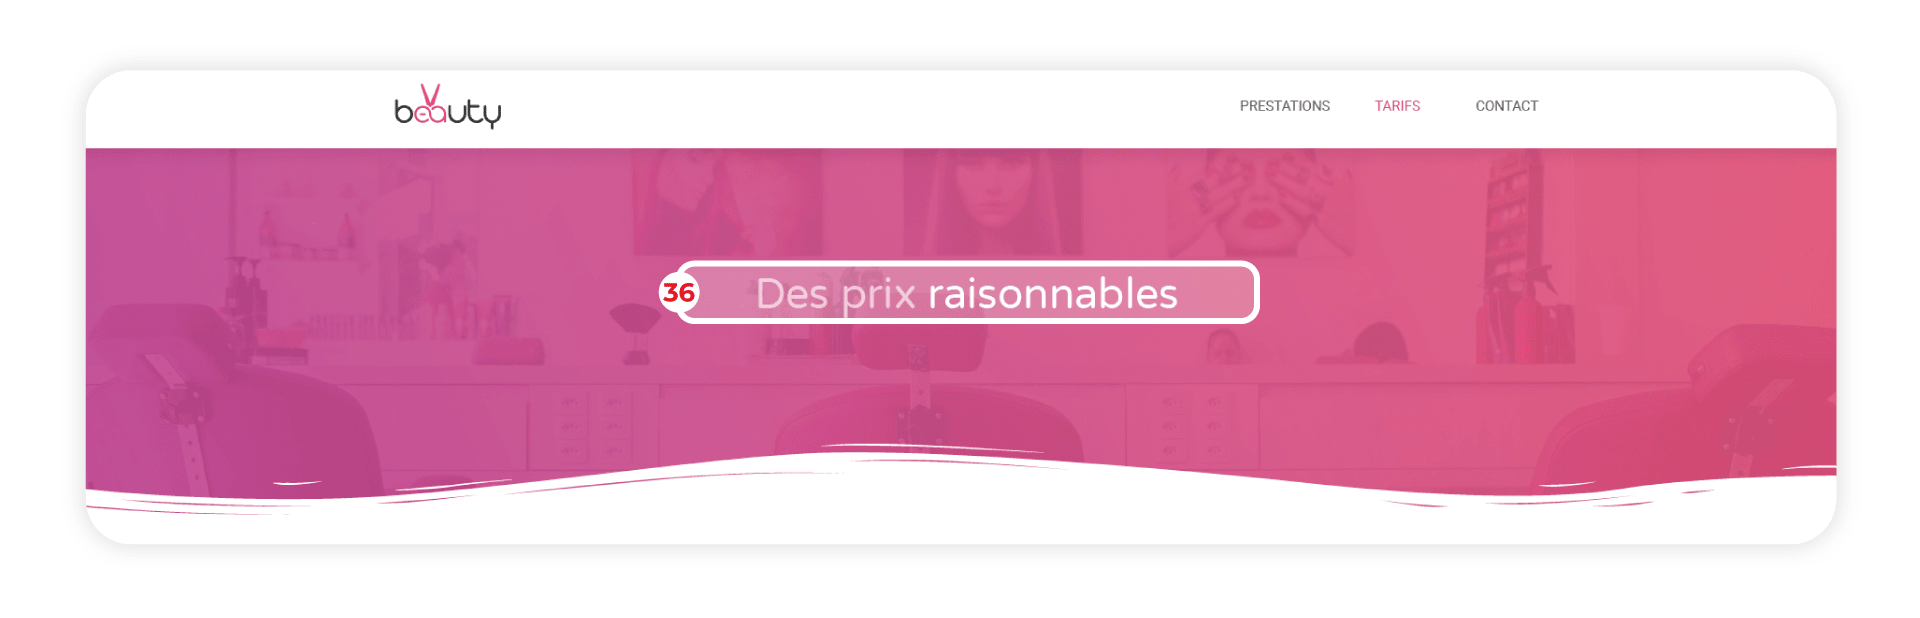 beauty
PRESTATIONS TARIFS CONTACT
36
Des prix raisonnables